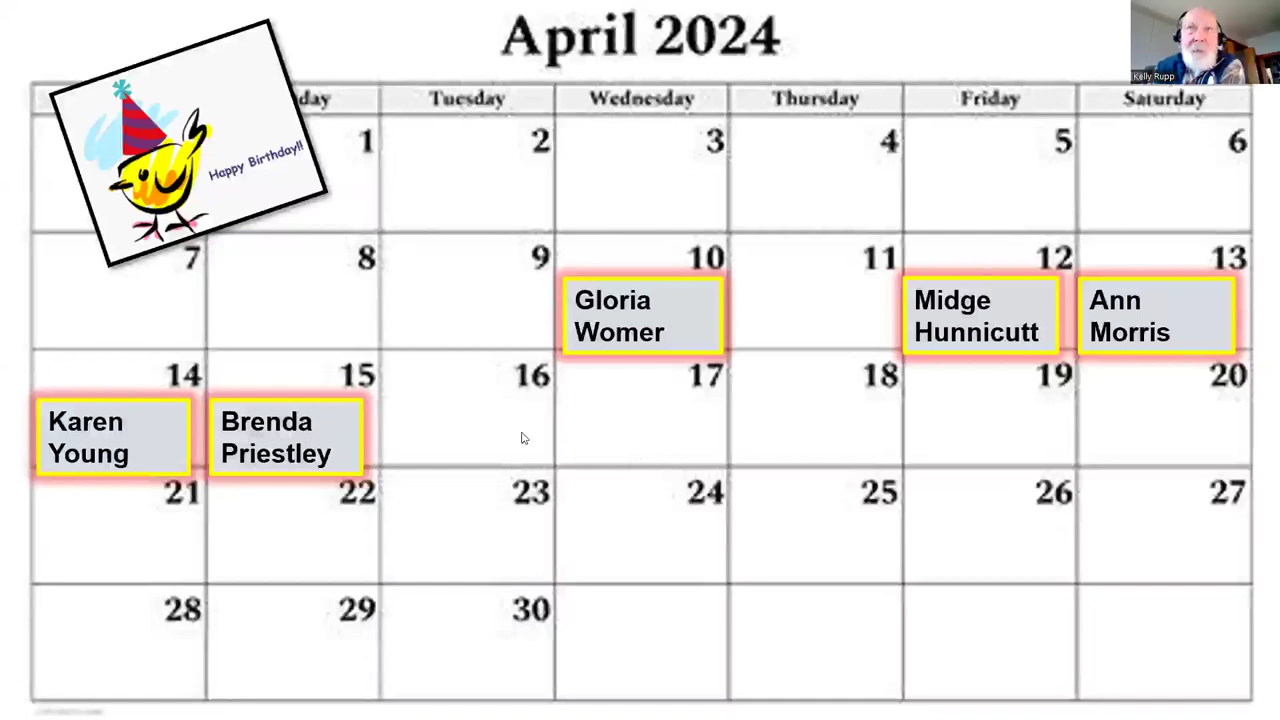 April 2024
Kelly Rupp
Happy Birthday!!
day Tuesday Wednesday Thursday Friday Saturday
1 2 3 4 5 6
7 8 9 10 11 12 13
Gloria
Womer
Midge
Hunnicutt
Ann
Morris
14 15 16 17 18 19 20
Karen
Young
Brenda
Priestley
21 22 23 24 25 26 27
28 29 30